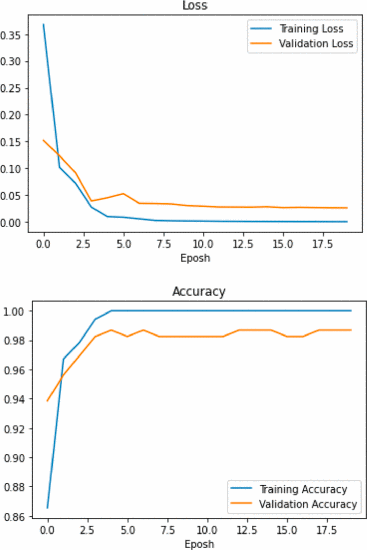 Loss
0.35
0.30
0.25
0.20
0.15
0.10
0.05
0.00
Training Loss
Validation Loss
0.0 2.5 5.0 7.5 10.0 12.5 15.0 17.5
Eposh
Accuracy
1.00
0.98
0.96
0.94
0.92
0.90
0.88
0.86
Training Accuracy
Validation Accuracy
0.0 2.5 5.0 7.5 10.0 12.5 15.0 17.5
Eposh